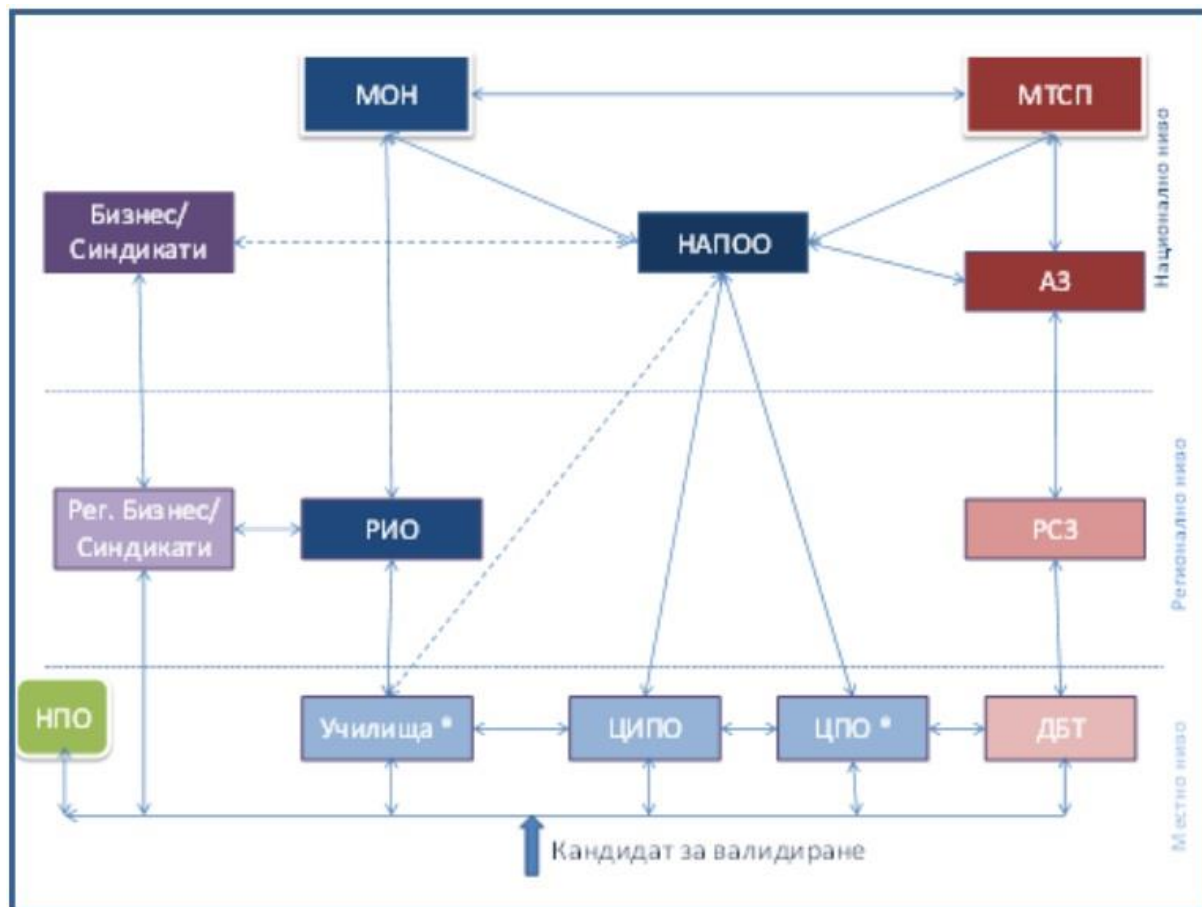 МОН
МТСП
Бизнес/
Синдикати
НАПОО
АЗ
Национално ниво
Рег. Бизнес/
Синдикати
РИО
РСЗ
Регионално ниво
НПО
Училища *
ЦИПО
ЦПО *
ДБТ
Местно ниво
Кандидат за валидиране